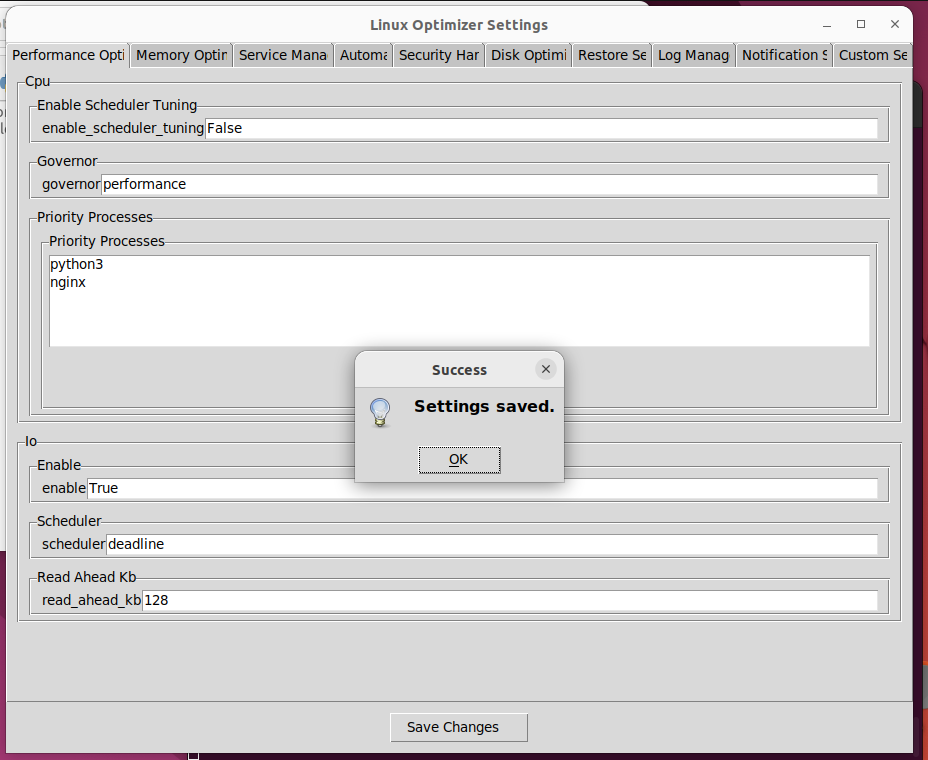 Linux Optimizer Settings
Performance Opti Memory Optin Service Mana Automa Security Har Disk Optimi Restore Se Log Manag Notification S Custom Se
Cpu
Enable Scheduler Tuning
enable_scheduler_tuning False
Governor
governor performance
Priority Processes
Priority Processes
python3
nginx
Success
Settings saved.
OK
Io
Enable
enable True
Scheduler
scheduler deadline
Read Ahead Kb
read_ahead_kb 128
Save Changes